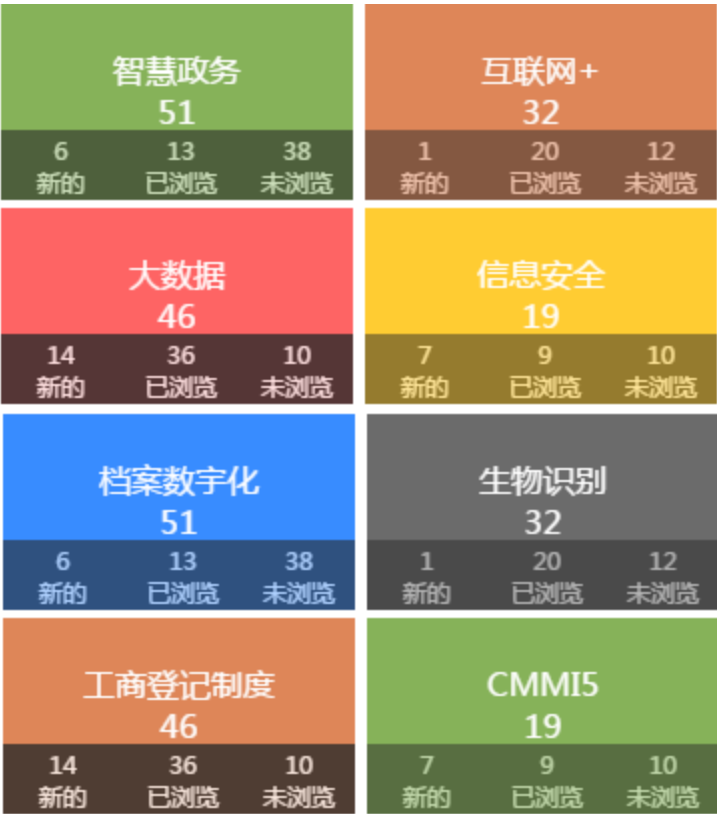 智慧政务
51
6 13 38
新的 已浏览 未浏览
互联网+
32
1 20 12
新的 已浏览 未浏览
大数据
46
14 36 10
新的 已浏览 未浏览
信息安全
19
7 9 10
新的 已浏览 未浏览
档案数字化
51
6 13 38
新的 已浏览 未浏览
生物识别
32
1 20 12
新的 已浏览 未浏览
工商登记制度
46
14 36 10
新的 已浏览 未浏览
CMMI5
19
7 9 10
新的 已浏览 未浏览